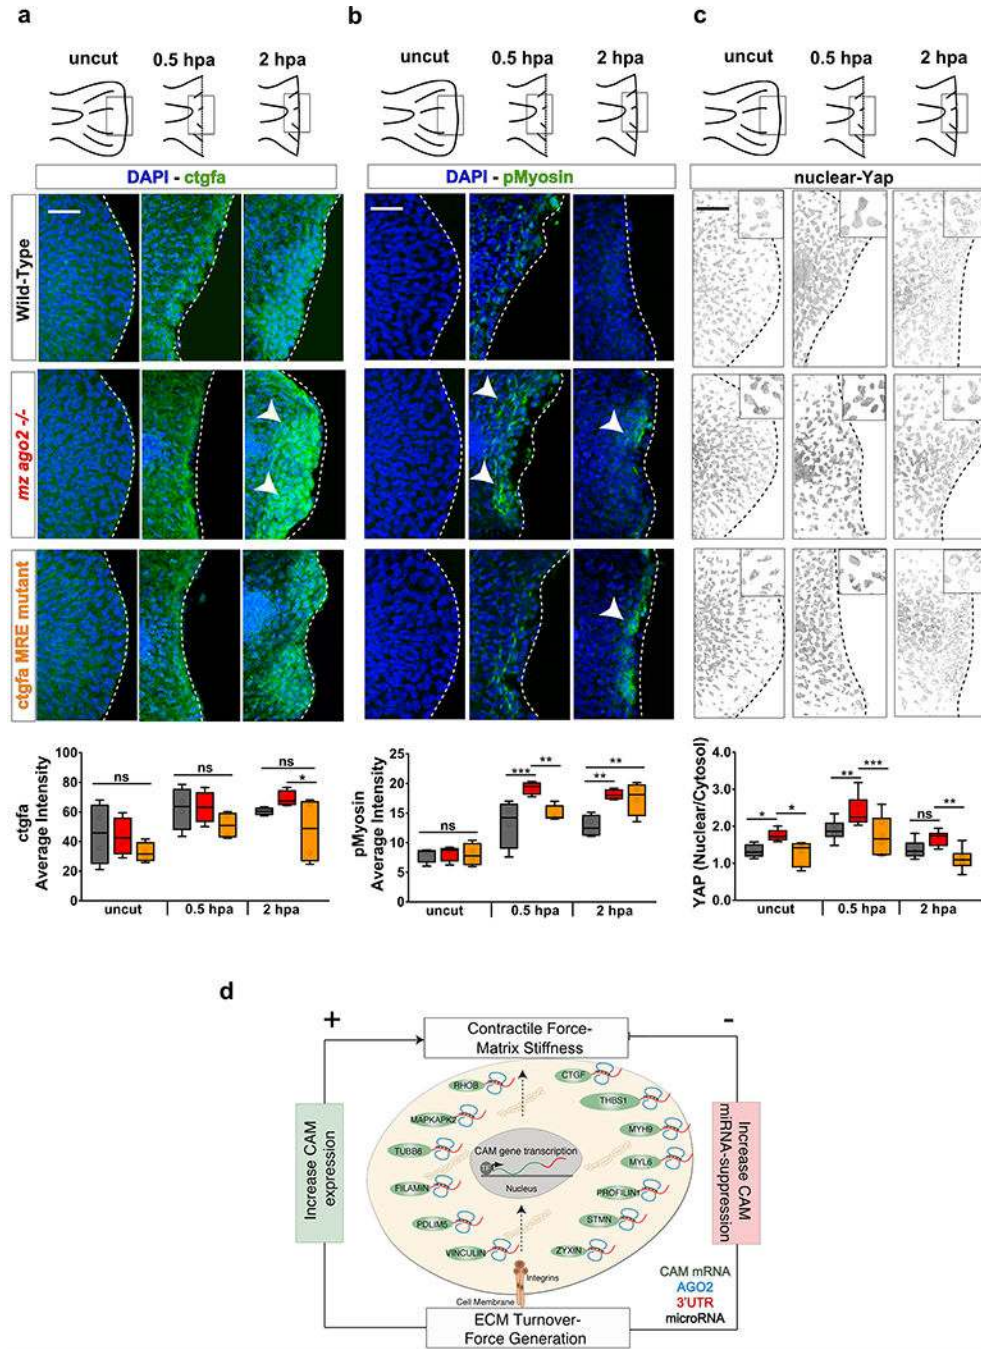 a
b
c
uncut
0.5 hpa
2 hpa
uncut
0.5 hpa
2 hpa
uncut
0.5 hpa
2 hpa
DAPI - ctgfa
DAPI - pMyosin
nuclear-Yap
Wild-Type
mz ago2 -/-
ctgfa MRE mutant
ctgfa
Average Intensity
100
80
60
40
20
0
ns
ns
ns
*
uncut
0.5 hpa
2 hpa
pMyosin
Average Intensity
25
20
15
10
5
0
ns
***
**
**
**
uncut
0.5 hpa
2 hpa
YAP (Nuclear/Cytosol)
4.0
3.0
2.0
1.0
0.0
*
*
**
***
ns
**
uncut
0.5 hpa
2 hpa
d
+
-
Contractile Force-
Matrix Stiffness
Increase CAM
expression
Increase CAM
miRNA-suppression
RHOB
CTGF
THBS1
MAPKAPK2
MYH9
TUBB6
CAM gene transcription
MYL6
Nucleus
FILAMIN
PROFILIN1
PDLIM5
STMN
VINCULIN
ZYXIN
Integrins
Cell Membrane
CAM mRNA
AGO2
3'UTR
microRNA
ECM Turnover-
Force Generation